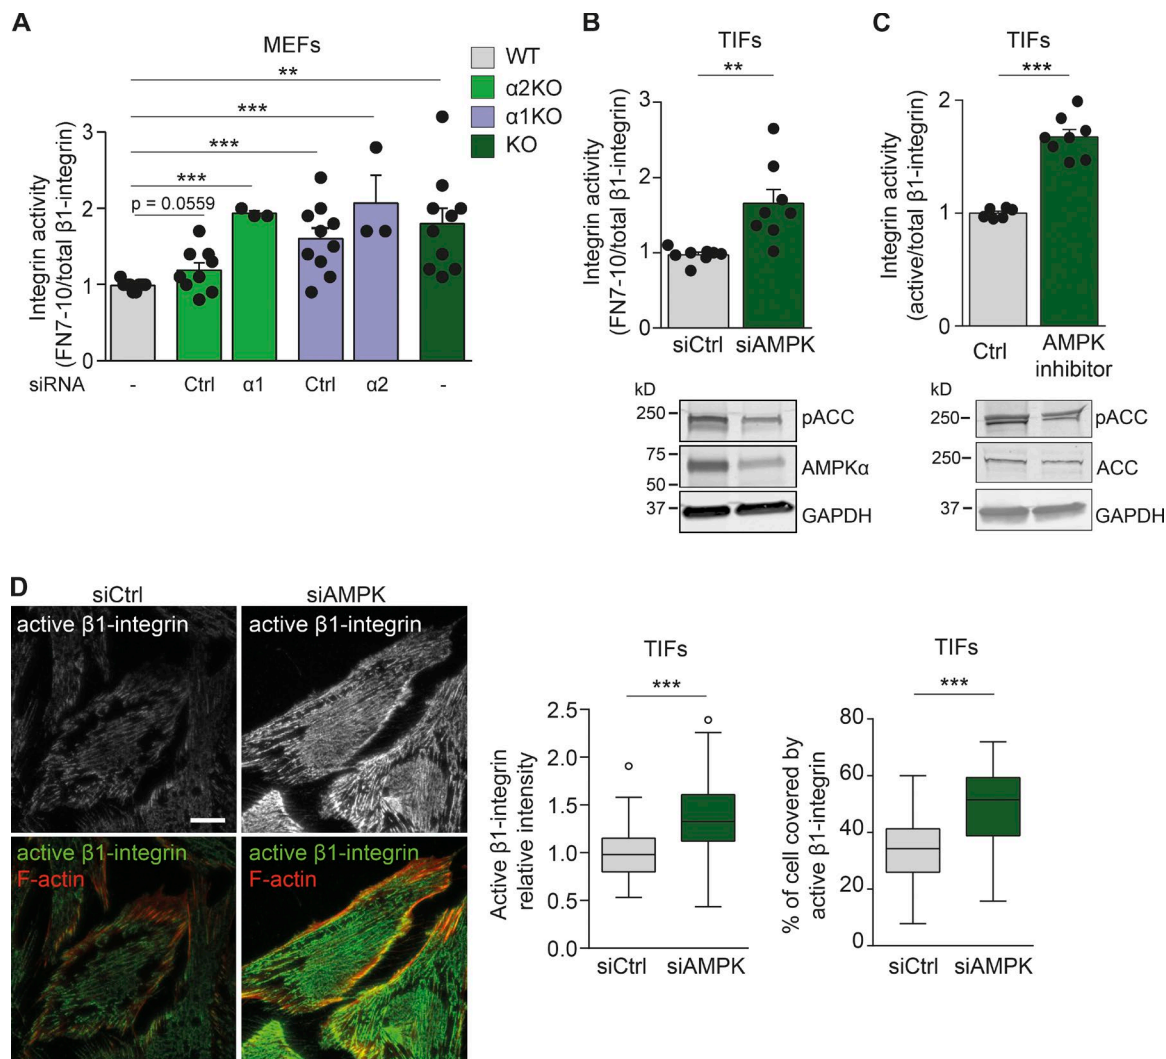 A
MEFs
WT
α2KO
α1KO
KO
**
***
***
***
p = 0.0559
Integrin activity
(FN7-10/total β1-integrin)
3
2
1
0
siRNA
-
Ctrl
α1
Ctrl
α2
-
B
TIFs
**
Integrin activity
(FN7-10/total β1-integrin)
3
2
1
0
siCtrl
siAMPK
kD
250
pACC
75
AMPKα
50
37
GAPDH
C
TIFs
***
Integrin activity
(active/total β1-integrin)
2
1
0
Ctrl
AMPK
inhibitor
kD
250
pACC
250
ACC
37
GAPDH
D
siCtrl
siAMPK
active β1-integrin
active β1-integrin
active β1-integrin
F-actin
active β1-integrin
F-actin
TIFs
***
Active β1-integrin
relative intensity
2.5
2.0
1.5
1.0
0.5
0.0
siCtrl
siAMPK
TIFs
***
% of cell covered by
active β1-integrin
80
60
40
20
0
siCtrl
siAMPK